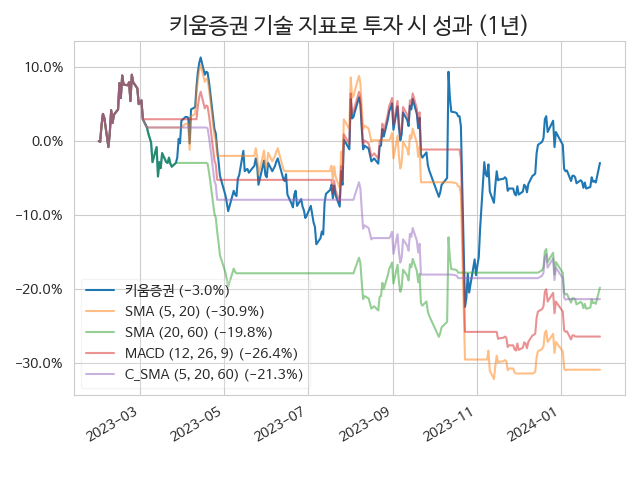 키움증권 기술 지표로 투자 시 성과 (1년)
10.0%
0.0%
−10.0%
−20.0%
−30.0%
키움증권 (−3.0%)
SMA (5, 20) (−30.9%)
SMA (20, 60) (−19.8%)
MACD (12, 26, 9) (−26.4%)
C_SMA (5, 20, 60) (−21.3%)
2023−03
2023−05
2023−07
2023−09
2023−11
2024−01